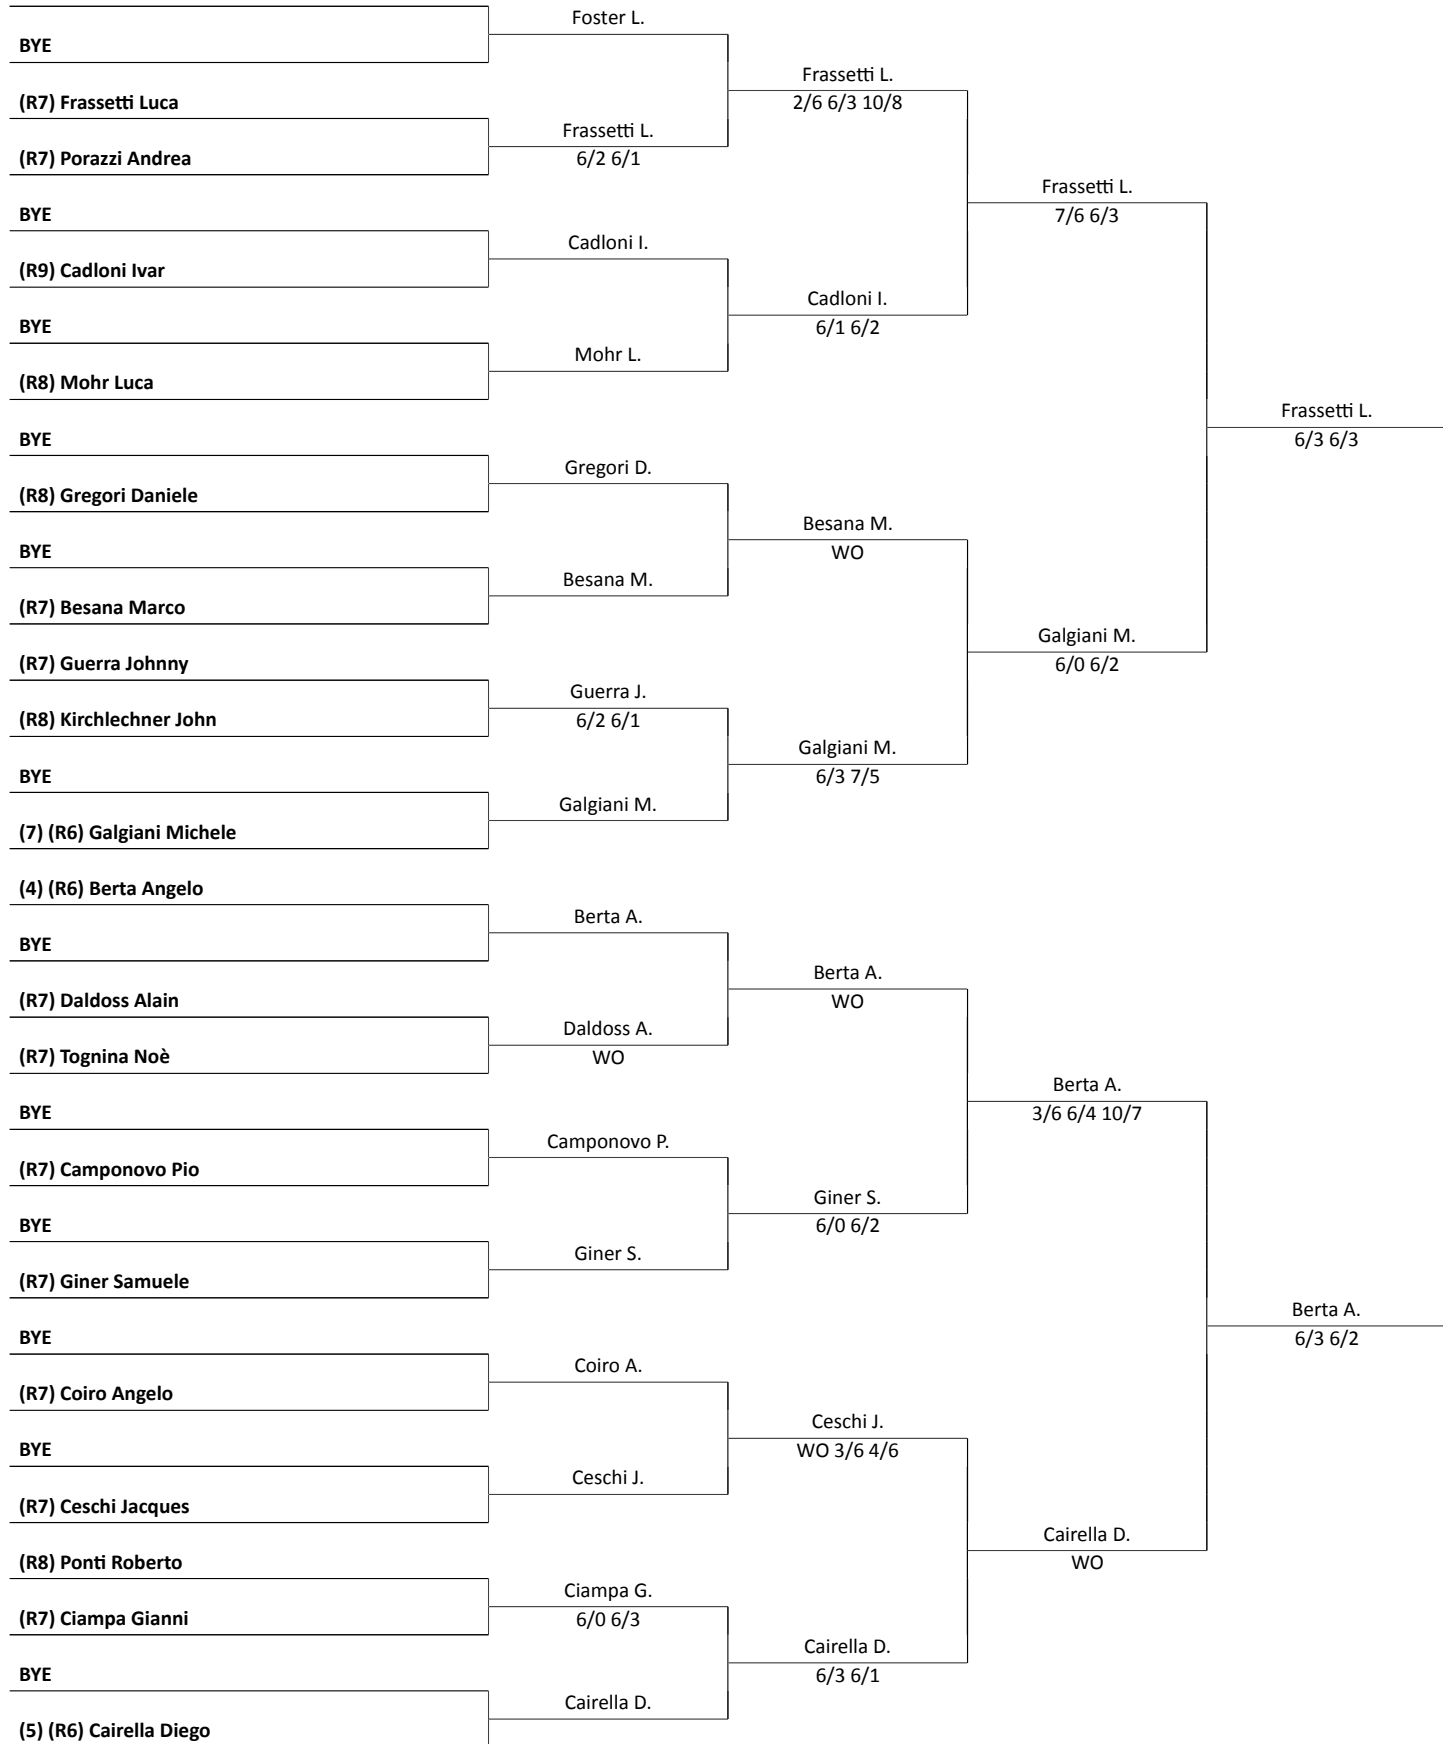 Foster L.
BYE
Frassetti L.
(R7) Frassetti Luca
2/6 6/3 10/8
Frassetti L.
(R7) Porazzi Andrea
6/2 6/1
Frassetti L.
BYE
7/6 6/3
Cadloni I.
(R9) Cadloni Ivar
Cadloni I.
BYE
6/1 6/2
Mohr L.
(R8) Mohr Luca
Frassetti L.
BYE
6/3 6/3
Gregori D.
(R8) Gregori Daniele
Besana M.
BYE
WO
Besana M.
(R7) Besana Marco
Galgiani M.
(R7) Guerra Johnny
6/0 6/2
Guerra J.
(R8) Kirchlechner John
6/2 6/1
Galgiani M.
BYE
6/3 7/5
Galgiani M.
(7) (R6) Galgiani Michele
(4) (R6) Berta Angelo
Berta A.
BYE
Berta A.
(R7) Daldoss Alain
WO
Daldoss A.
(R7) Tognina Noè
WO
Berta A.
BYE
3/6 6/4 10/7
Camponovo P.
(R7) Camponovo Pio
Giner S.
BYE
6/0 6/2
Giner S.
(R7) Giner Samuele
Berta A.
BYE
6/3 6/2
Coiro A.
(R7) Coiro Angelo
Ceschi J.
BYE
WO 3/6 4/6
Ceschi J.
(R7) Ceschi Jacques
Cairella D.
(R8) Ponti Roberto
WO
Ciampa G.
(R7) Ciampa Gianni
6/0 6/3
Cairella D.
BYE
6/3 6/1
Cairella D.
(5) (R6) Cairella Diego